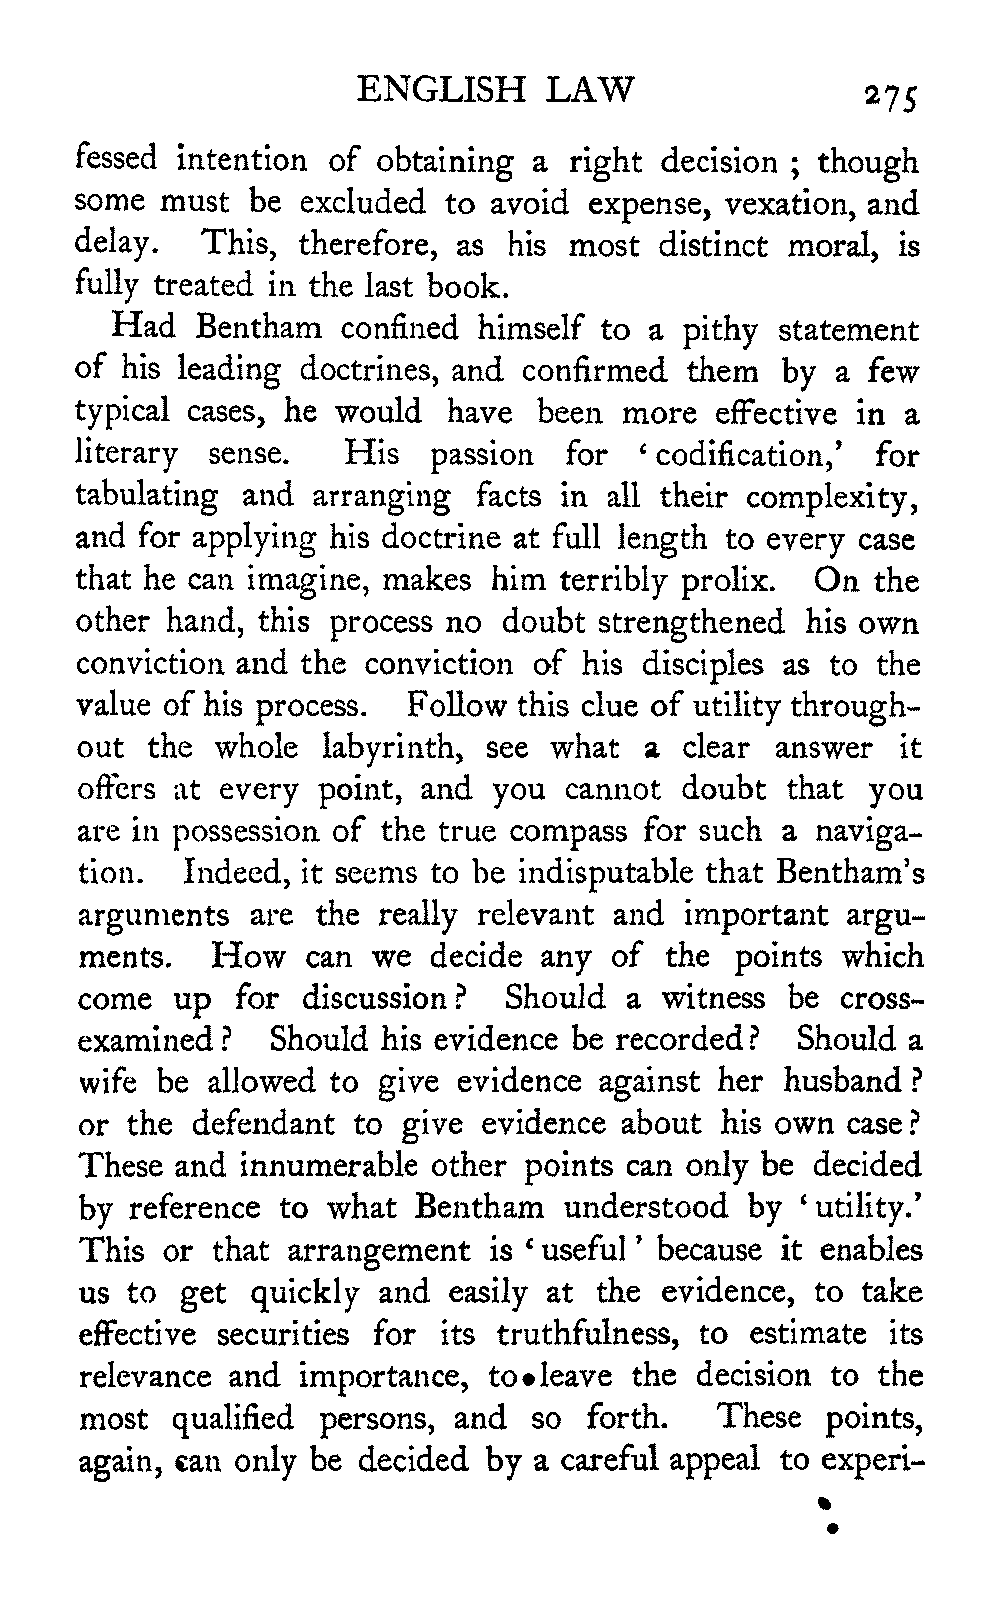 ENGLISH LAW 275
fessed intention of obtaining a right decision ; though
some must be excluded to avoid expense, vexation, and
delay. This, therefore, as his most distinct moral, is
fully treated in the last book.
Had Bentham confined himself to a pithy statement
of his leading doctrines, and confirmed them by a few
typical cases, he would have been more effective in a
literary sense. His passion for ‘ codification,’ for
tabulating and arranging facts in all their complexity,
and for applying his doctrine at full length to every case
that he can imagine, makes him terribly prolix. On the
other hand, this process no doubt strengthened his own
conviction and the conviction of his disciples as to the
value of his process. Follow this clue of utility through-
out the whole labyrinth, see what a clear answer it
offers at every point, and you cannot doubt that you
are in possession of the true compass for such a naviga-
tion. Indeed, it seems to be indisputable that Bentham’s
arguments are the really relevant and important argu-
ments. How can we decide any of the points which
come up for discussion ? Should a witness be cross-
examined ? Should his evidence be recorded ? Should a
wife be allowed to give evidence against her husband ?
or the defendant to give evidence about his own case ?
These and innumerable other points can only be decided
by reference to what Bentham understood by ‘ utility.’
This or that arrangement is ‘ useful ’ because it enables
us to get quickly and easily at the evidence, to take
effective securities for its truthfulness, to estimate its
relevance and importance, to leave the decision to the
most qualified persons, and so forth. These points,
again, can only be decided by a careful appeal to experi-